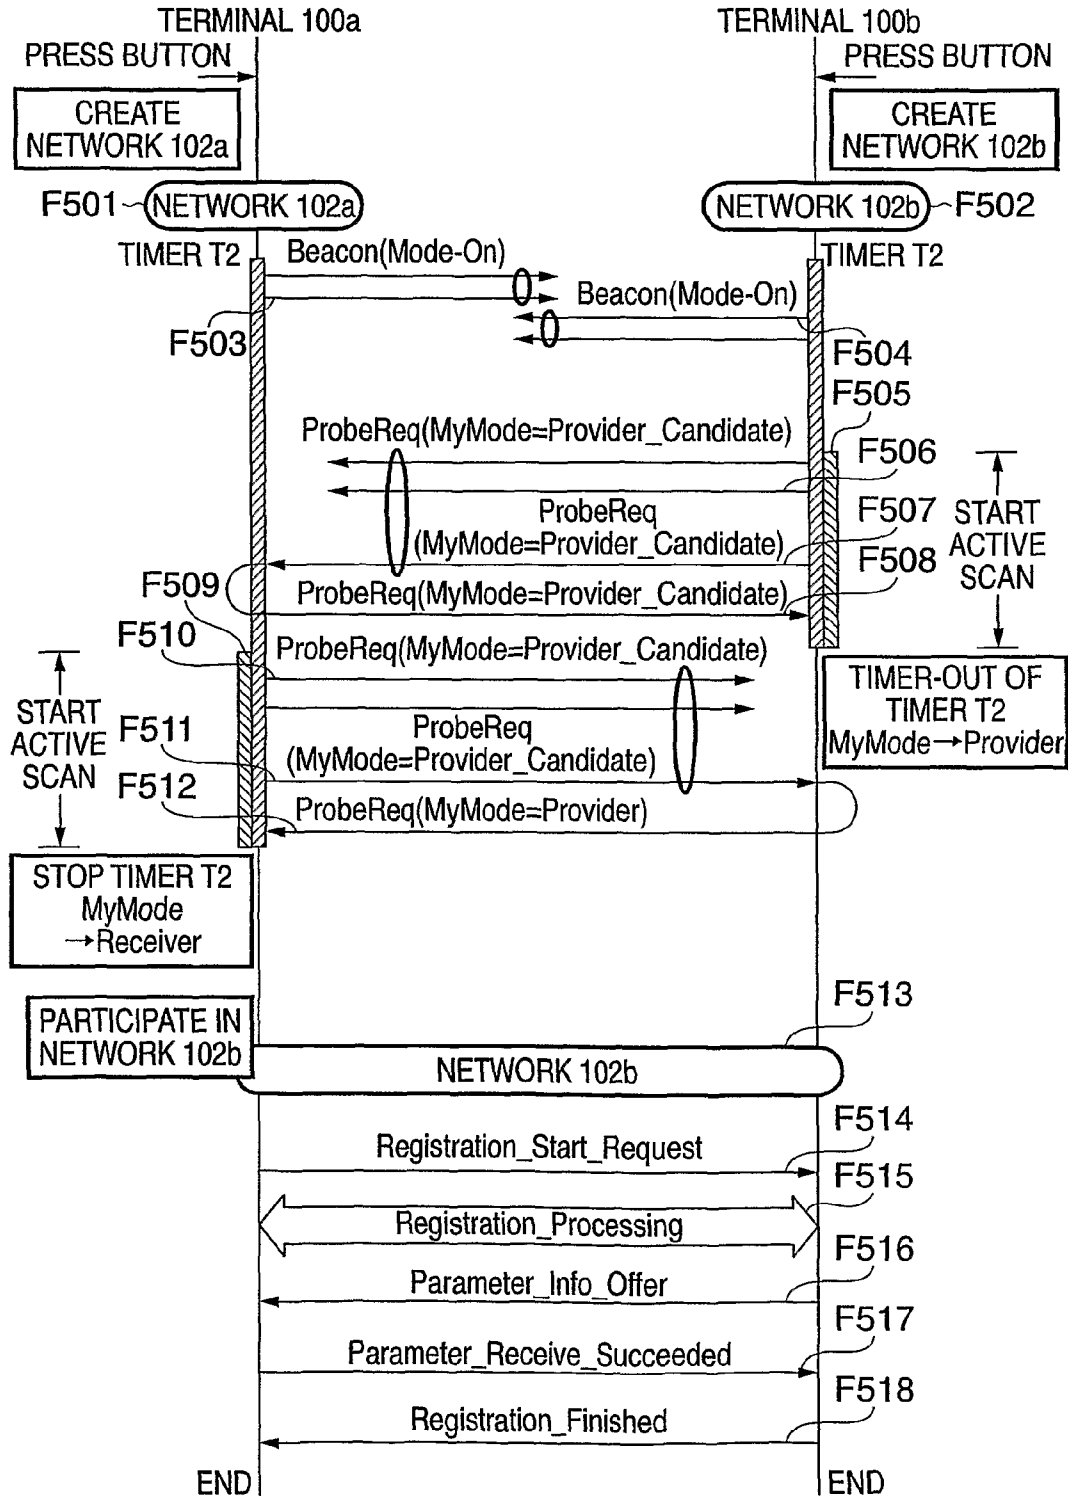 TERMINAL 100a
TERMINAL 100b
PRESS BUTTON
PRESS BUTTON
CREATE
NETWORK 102a
CREATE
NETWORK 102b
F501
NETWORK 102a
NETWORK 102b
F502
TIMER T2
Beacon(Mode-On)
TIMER T2
Beacon(Mode-On)
F503
F504
F505
ProbeReq(MyMode=Provider_Candidate)
F506
ProbeReq
(MyMode=Provider_Candidate)
F507
START
ACTIVE
SCAN
F508
F509
ProbeReq(MyMode=Provider_Candidate)
F510
ProbeReq(MyMode=Provider_Candidate)
TIMER-OUT OF
TIMER T2
MyMode→Provider
START
ACTIVE
SCAN
F511
ProbeReq
(MyMode=Provider_Candidate)
F512
ProbeReq(MyMode=Provider)
STOP TIMER T2
MyMode
→Receiver
F513
PARTICIPATE IN
NETWORK 102b
NETWORK 102b
F514
Registration_Start_Request
F515
Registration_Processing
F516
Parameter_Info_Offer
F517
Parameter_Receive_Succeeded
F518
Registration_Finished
END
END